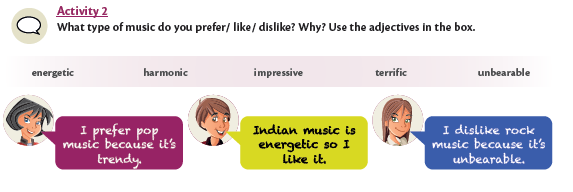 Activity 2
What type of music do you prefer/ like/ dislike? Why? Use the adjectives in the box.
energetic harmonic impressive terrific unbearable
I prefer pop
music because it's
trendy.
Indian music is
energetic so I
like it.
I dislike rock
music because it's
unbearable.